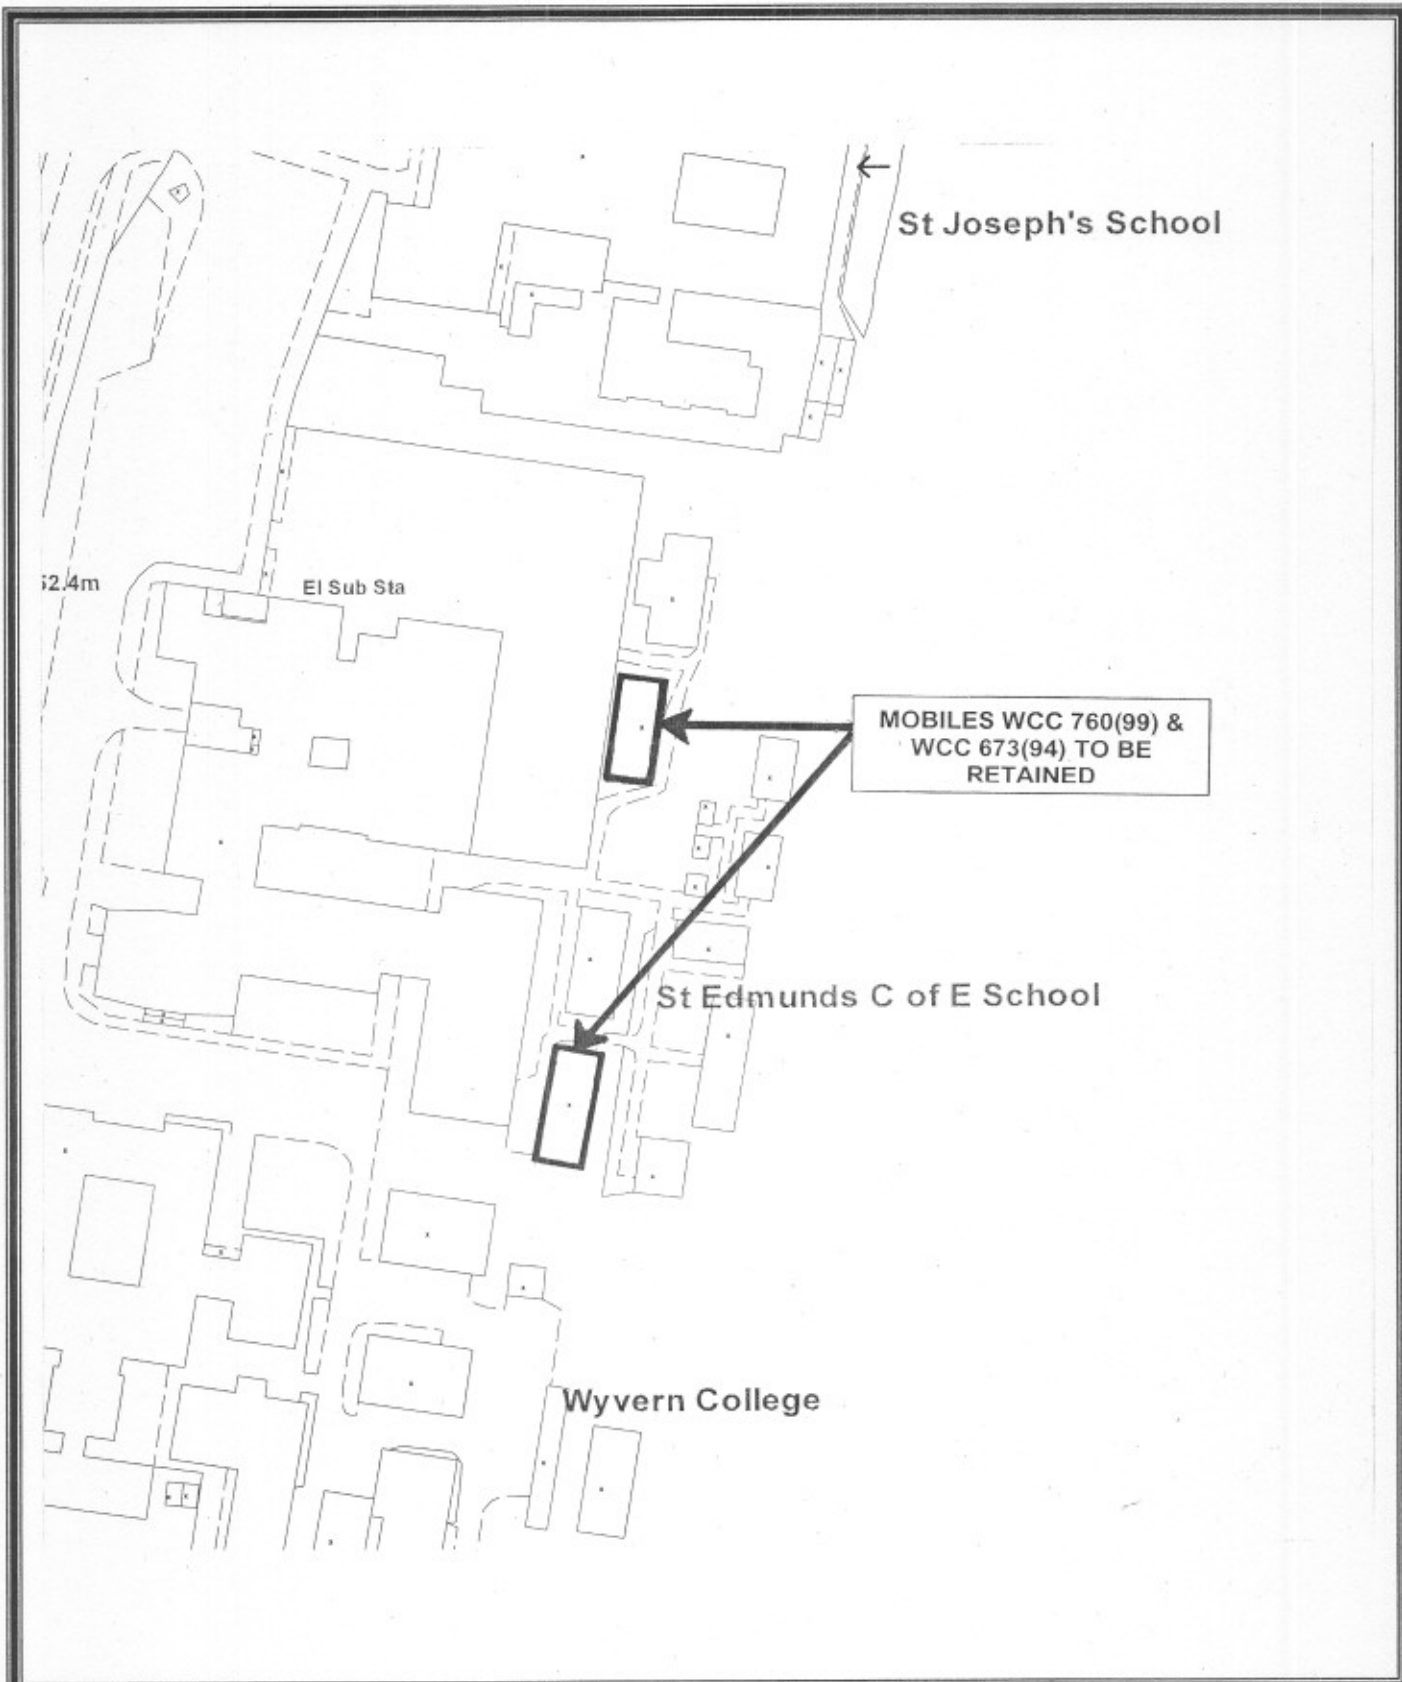 St Joseph's School
52.4m
El Sub Sta
MOBILES WCC 760(99) &
WCC 673(94) TO BE
RETAINED
St Edmunds C of E School
Wyvern College